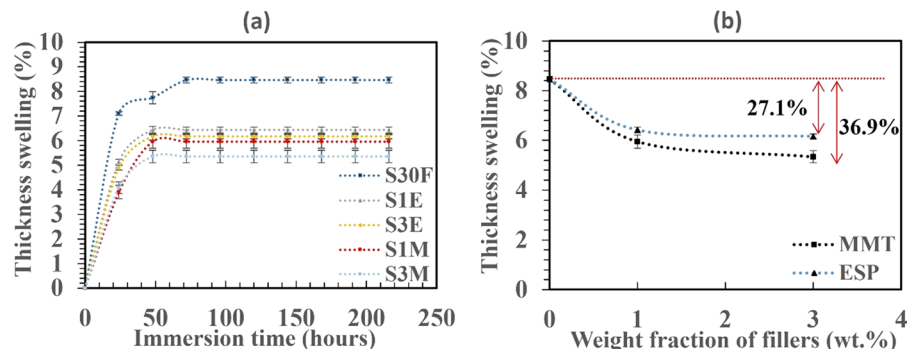 (a)
Thickness swelling (%)
10
9
8
7
6
5
4
3
2
1
0
S30F
S1E
S3E
S1M
S3M
0 50 100 150 200 250
Immersion time (hours)
(b)
Thickness swelling (%)
10
8
6
4
2
0
27.1%
36.9%
MMT
ESP
0 1 2 3 4
Weight fraction of fillers (wt.%)